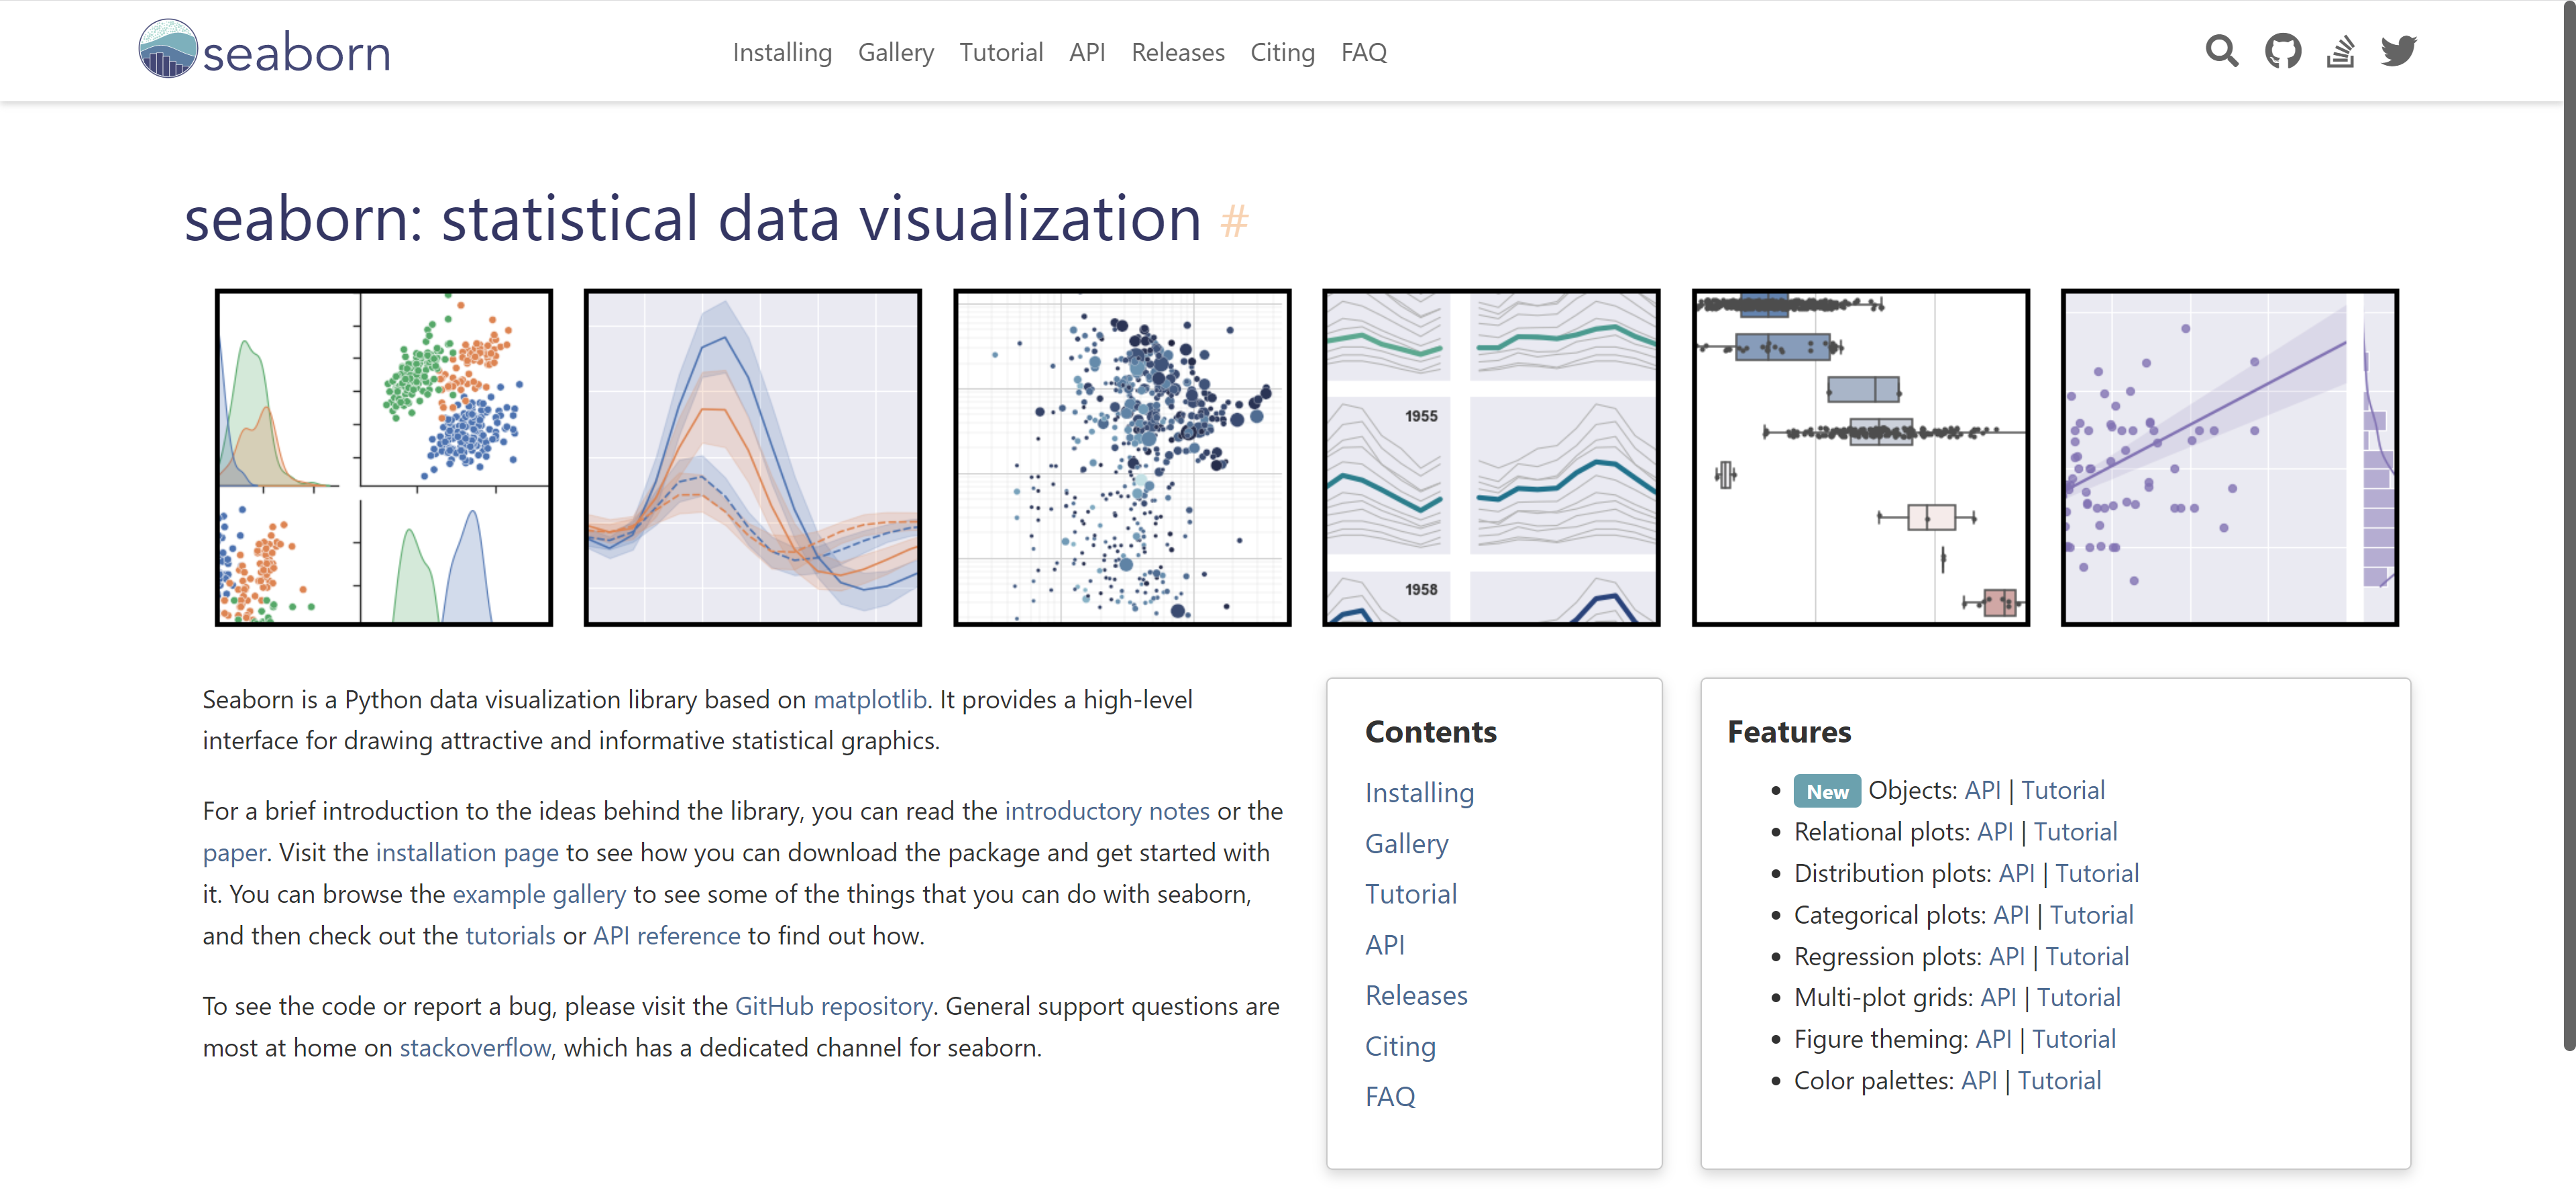 seaborn
Installing Gallery Tutorial API Releases Citing FAQ
seaborn: statistical data visualization #
1955
1958
Seaborn is a Python data visualization library based on matplotlib. It provides a high-level
interface for drawing attractive and informative statistical graphics.
For a brief introduction to the ideas behind the library, you can read the introductory notes or the
paper. Visit the installation page to see how you can download the package and get started with
it. You can browse the example gallery to see some of the things that you can do with seaborn,
and then check out the tutorials or API reference to find out how.
To see the code or report a bug, please visit the GitHub repository. General support questions are
most at home on stackoverflow, which has a dedicated channel for seaborn.
Contents
Installing
Gallery
Tutorial
API
Releases
Citing
FAQ
Features
New Objects: API | Tutorial
Relational plots: API | Tutorial
Distribution plots: API | Tutorial
Categorical plots: API | Tutorial
Regression plots: API | Tutorial
Multi-plot grids: API | Tutorial
Figure theming: API | Tutorial
Color palettes: API | Tutorial